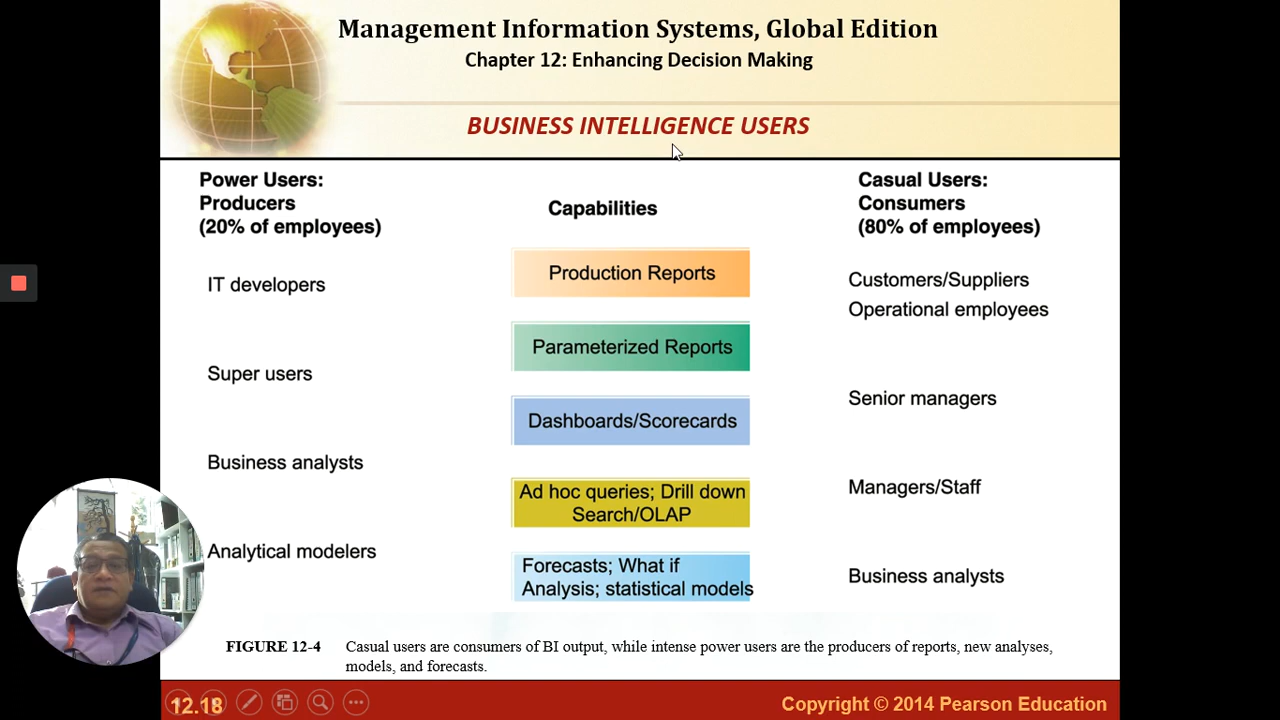 Management Information Systems, Global Edition
Chapter 12: Enhancing Decision Making
BUSINESS INTELLIGENCE USERS
Power Users:
Producers
(20% of employees)
IT developers
Super users
Business analysts
Analytical modelers
Capabilities
Production Reports
Parameterized Reports
Dashboards/Scorecards
Ad hoc queries; Drill down
Search/OLAP
Forecasts; What if
Analysis; statistical models
Casual Users:
Consumers
(80% of employees)
Customers/Suppliers
Operational employees
Senior managers
Managers/Staff
Business analysts
FIGURE 12-4 Casual users are consumers of BI output, while intense power users are the producers of reports, new analyses,
models, and forecasts.
12.18
Copyright © 2014 Pearson Education